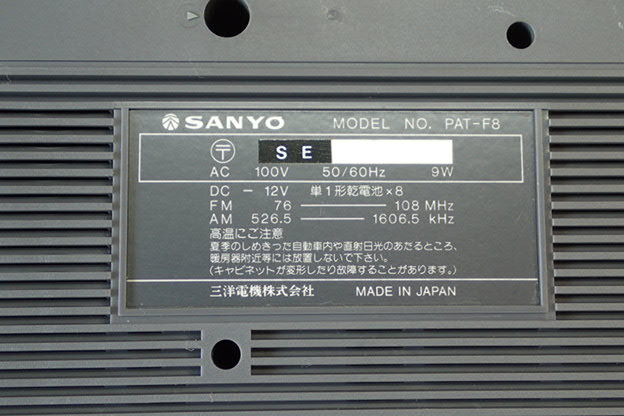 SANYO MODEL NO. PAT-F8
〒 S E
AC 100V 50/60Hz 9W
DC - 12V 単1形乾電池×8
FM 76 ——— 108 MHz
AM 526.5 ——— 1606.5 kHz
高温にご注意
夏季のしめきった自動車内や直射日光のあたるところ、
暖房器附近等には放置しないで下さい。
(キャビネットが変形したり故障することがあります。)
三洋電機株式会社 MADE IN JAPAN